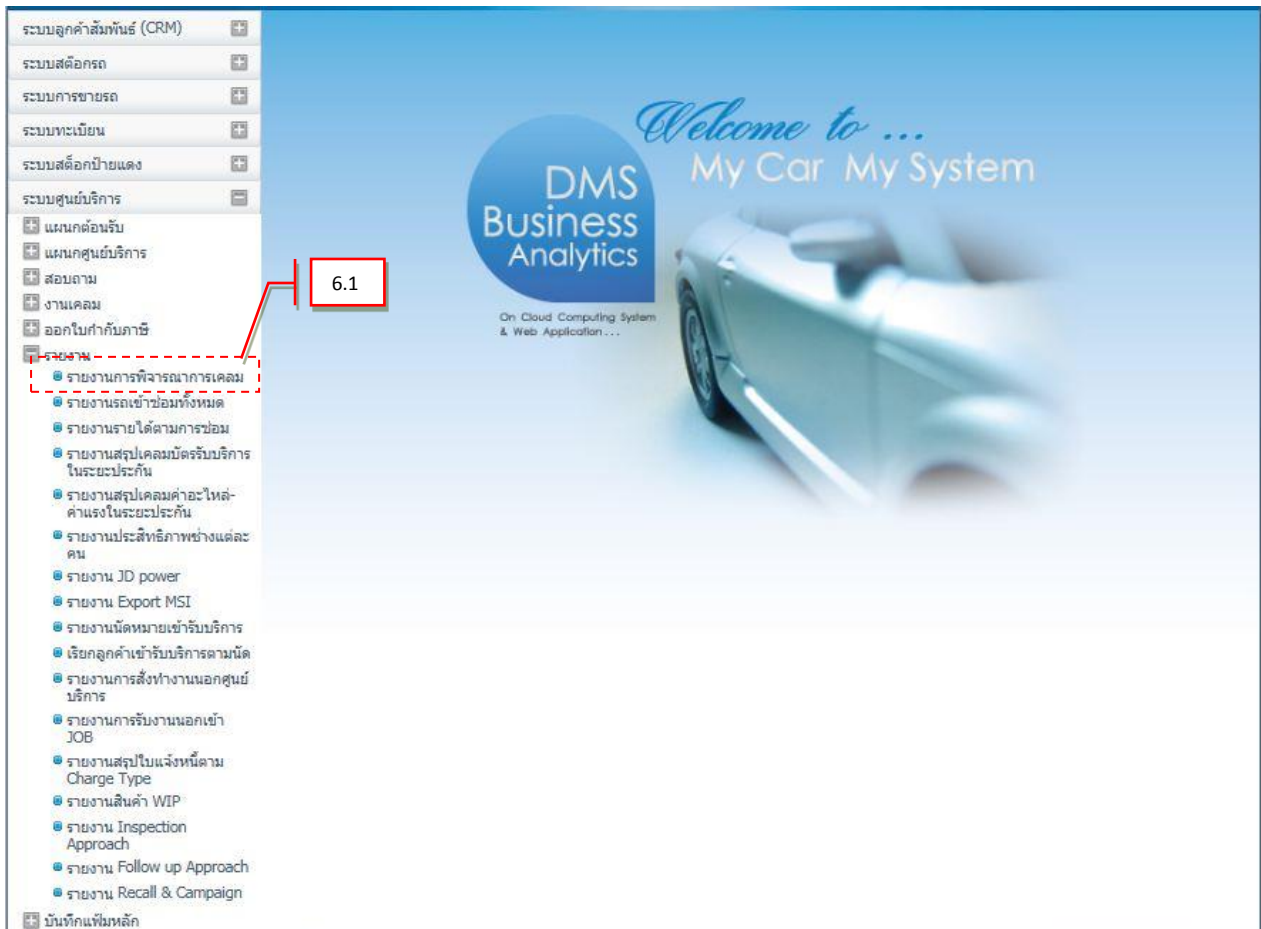 ระบบลูกค้าสัมพันธ์ (CRM)
ระบบสต๊อกรถ
ระบบการขายรถ
ระบบทะเบียน
ระบบสต็อกป้ายแดง
ระบบศูนย์บริการ
แผนกต้อนรับ
แผนกศูนย์บริการ
สอบถาม
งานเคลม
ออกใบกำกับภาษี
รายงาน
รายงานการพิจารณาการเคลม
รายงานรถเข้าซ่อมทั้งหมด
รายงานรายได้ตามการซ่อม
รายงานสรุปเคลมบัตรรับบริการ
ในระยะประกัน
รายงานสรุปเคลมค่าอะไหล่-
ค่าแรงในระยะประกัน
รายงานประสิทธิภาพช่างแต่ละ
คน
รายงาน JD power
รายงาน Export MSI
รายงานนัดหมายเข้ารับบริการ
เรียกลูกค้าเข้ารับบริการตามนัด
รายงานการสั่งทำงานนอกศูนย์
บริการ
รายงานการรับงานนอกเข้า
JOB
รายงานสรุปใบแจ้งหนี้ตาม
Charge Type
รายงานสินค้า WIP
รายงาน Inspection
Approach
รายงาน Follow up Approach
รายงาน Recall & Campaign
บันทึกแฟ้มหลัก
6.1
Welcome to ...
My Car My System
DMS
Business
Analytics
On Cloud Computing System
& Web Application...